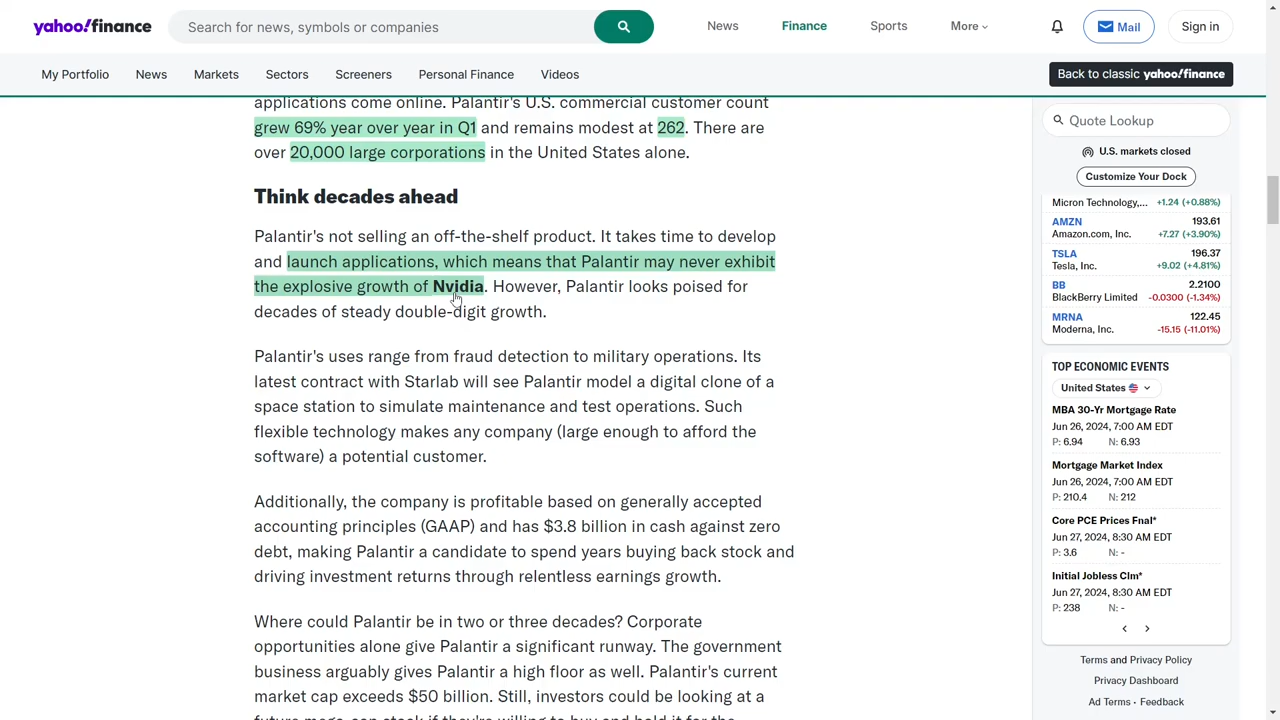 yahoo!finance
Search for news, symbols or companies
News
Finance
Sports
More
Mail
Sign in
My Portfolio
News
Markets
Sectors
Screeners
Personal Finance
Videos
Back to classic yahoo!finance
applications come online. Palantir's U.S. commercial customer count
grew 69% year over year in Q1 and remains modest at 262. There are
over 20,000 large corporations in the United States alone.
Think decades ahead
Palantir's not selling an off-the-shelf product. It takes time to develop
and launch applications, which means that Palantir may never exhibit
the explosive growth of Nvidia. However, Palantir looks poised for
decades of steady double-digit growth.
Palantir's uses range from fraud detection to military operations. Its
latest contract with Starlab will see Palantir model a digital clone of a
space station to simulate maintenance and test operations. Such
flexible technology makes any company (large enough to afford the
software) a potential customer.
Additionally, the company is profitable based on generally accepted
accounting principles (GAAP) and has $3.8 billion in cash against zero
debt, making Palantir a candidate to spend years buying back stock and
driving investment returns through relentless earnings growth.
Where could Palantir be in two or three decades? Corporate
opportunities alone give Palantir a significant runway. The government
business arguably gives Palantir a high floor as well. Palantir's current
market cap exceeds $50 billion. Still, investors could be looking at a
future mega-cap stock if they're willing to buy and hold it for the
Quote Lookup
U.S. markets closed
Customize Your Dock
Micron Technology,... +1.24 (+0.88%)
AMZN 193.61
Amazon.com, Inc. +7.27 (+3.90%)
TSLA 196.37
Tesla, Inc. +9.02 (+4.81%)
BB 2.2100
BlackBerry Limited -0.0300 (-1.34%)
MRNA 122.45
Moderna, Inc. -15.15 (-11.01%)
TOP ECONOMIC EVENTS
United States
MBA 30-Yr Mortgage Rate
Jun 26, 2024, 7:00 AM EDT
P: 6.94 N: 6.93
Mortgage Market Index
Jun 26, 2024, 7:00 AM EDT
P: 210.4 N: 212
Core PCE Prices Fnal*
Jun 27, 2024, 8:30 AM EDT
P: 3.6 N: -
Initial Jobless Clm*
Jun 27, 2024, 8:30 AM EDT
P: 238 N: -
Terms and Privacy Policy
Privacy Dashboard
Ad Terms • Feedback